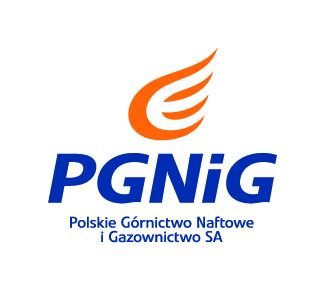 PGNiG
Polskie Górnictwo Naftowe
i Gazownictwo SA